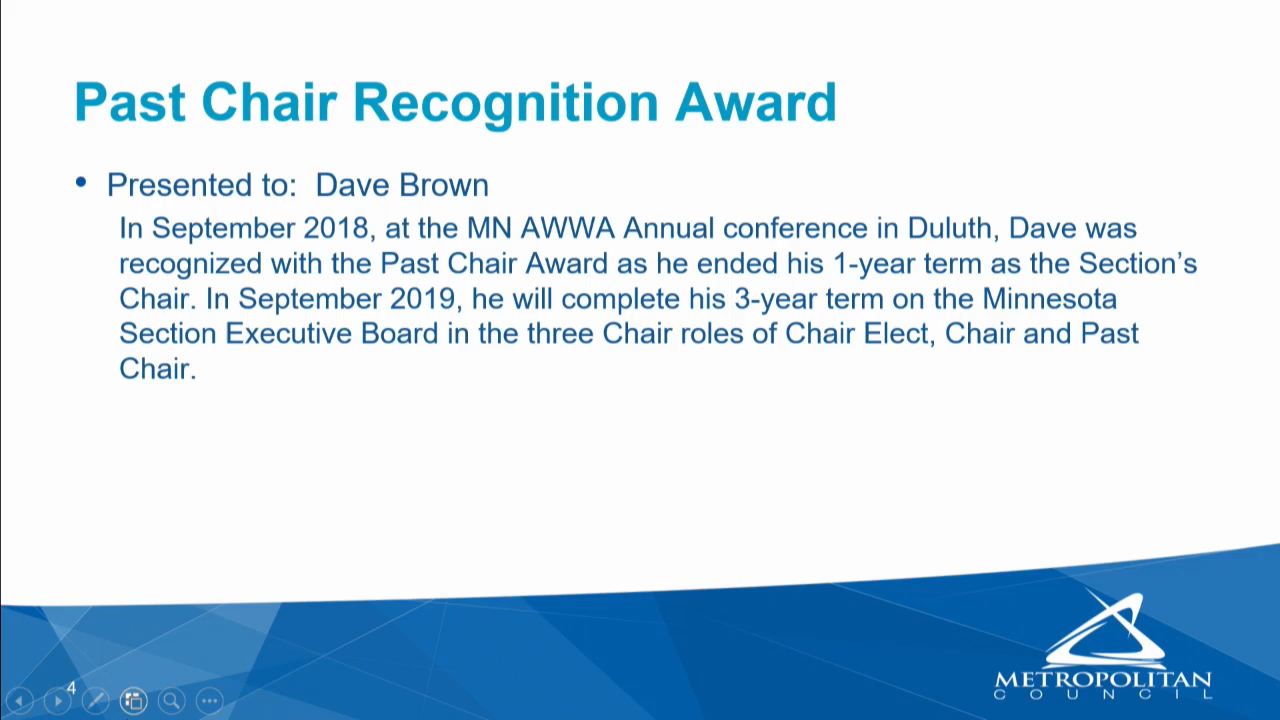 Past Chair Recognition Award
• Presented to:  Dave Brown
In September 2018, at the MN AWWA Annual conference in Duluth, Dave was
recognized with the Past Chair Award as he ended his 1-year term as the Section’s
Chair. In September 2019, he will complete his 3-year term on the Minnesota
Section Executive Board in the three Chair roles of Chair Elect, Chair and Past
Chair.
4
METROPOLITAN
COUNCIL